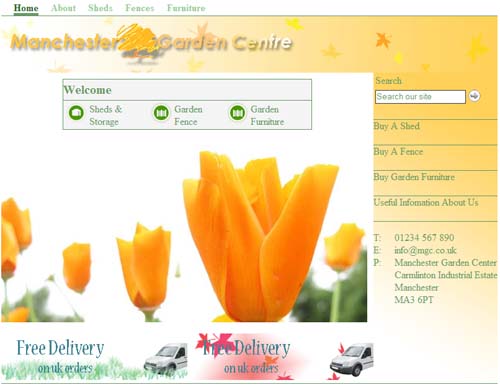 Home About Sheds Fences Furniture
Manchester Garden Centre
Welcome
Sheds & Storage
Garden Fence
Garden Furniture
Search
Search our site
Buy A Shed
Buy A Fence
Buy Garden Furniture
Useful Infomation About Us
T: 01234 567 890
E: info@mgc.co.uk
P: Manchester Garden Center
Carmlinton Industrial Estate
Manchester
MA3 6PT
Free Delivery
on uk orders
Free Delivery
on uk orders